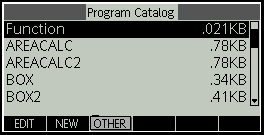 Program Catalog
Function .021KB
AREACALC .78KB
AREACALC2 .78KB
BOX .34KB
BOX2 .41KB
EDIT NEW OTHER